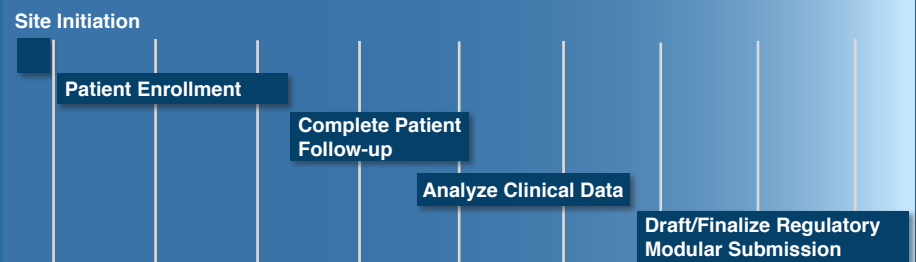 Site Initiation
Patient Enrollment
Complete Patient
Follow-up
Analyze Clinical Data
Draft/Finalize Regulatory
Modular Submission